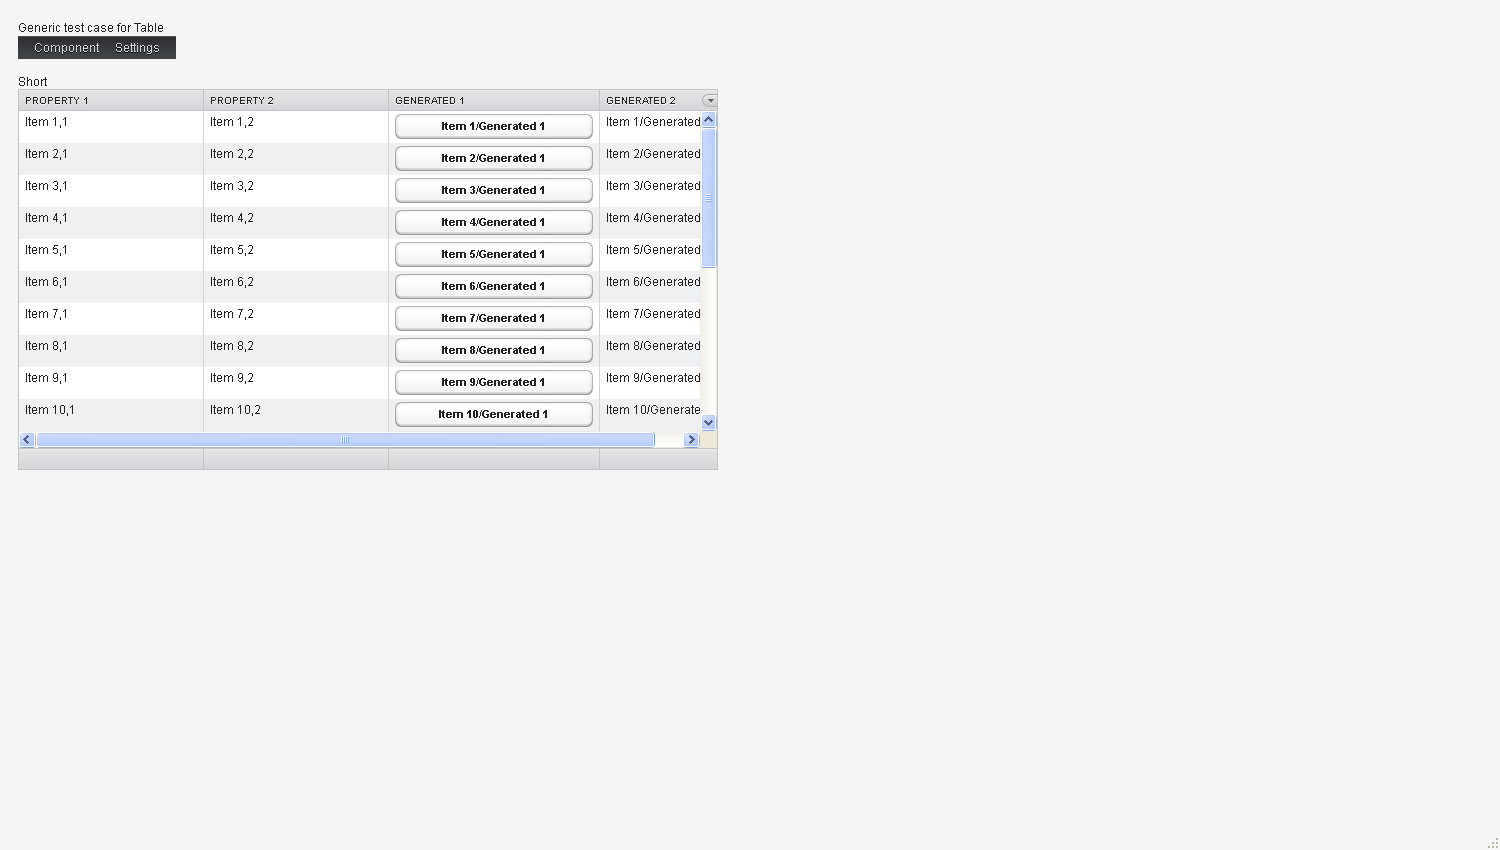 Generic test case for Table
Component Settings
Short
PROPERTY 1 PROPERTY 2 GENERATED 1 GENERATED 2
Item 1,1 Item 1,2 Item 1/Generated 1 Item 1/Generated
Item 2,1 Item 2,2 Item 2/Generated 1 Item 2/Generated
Item 3,1 Item 3,2 Item 3/Generated 1 Item 3/Generated
Item 4,1 Item 4,2 Item 4/Generated 1 Item 4/Generated
Item 5,1 Item 5,2 Item 5/Generated 1 Item 5/Generated
Item 6,1 Item 6,2 Item 6/Generated 1 Item 6/Generated
Item 7,1 Item 7,2 Item 7/Generated 1 Item 7/Generated
Item 8,1 Item 8,2 Item 8/Generated 1 Item 8/Generated
Item 9,1 Item 9,2 Item 9/Generated 1 Item 9/Generated
Item 10,1 Item 10,2 Item 10/Generated 1 Item 10/Generate